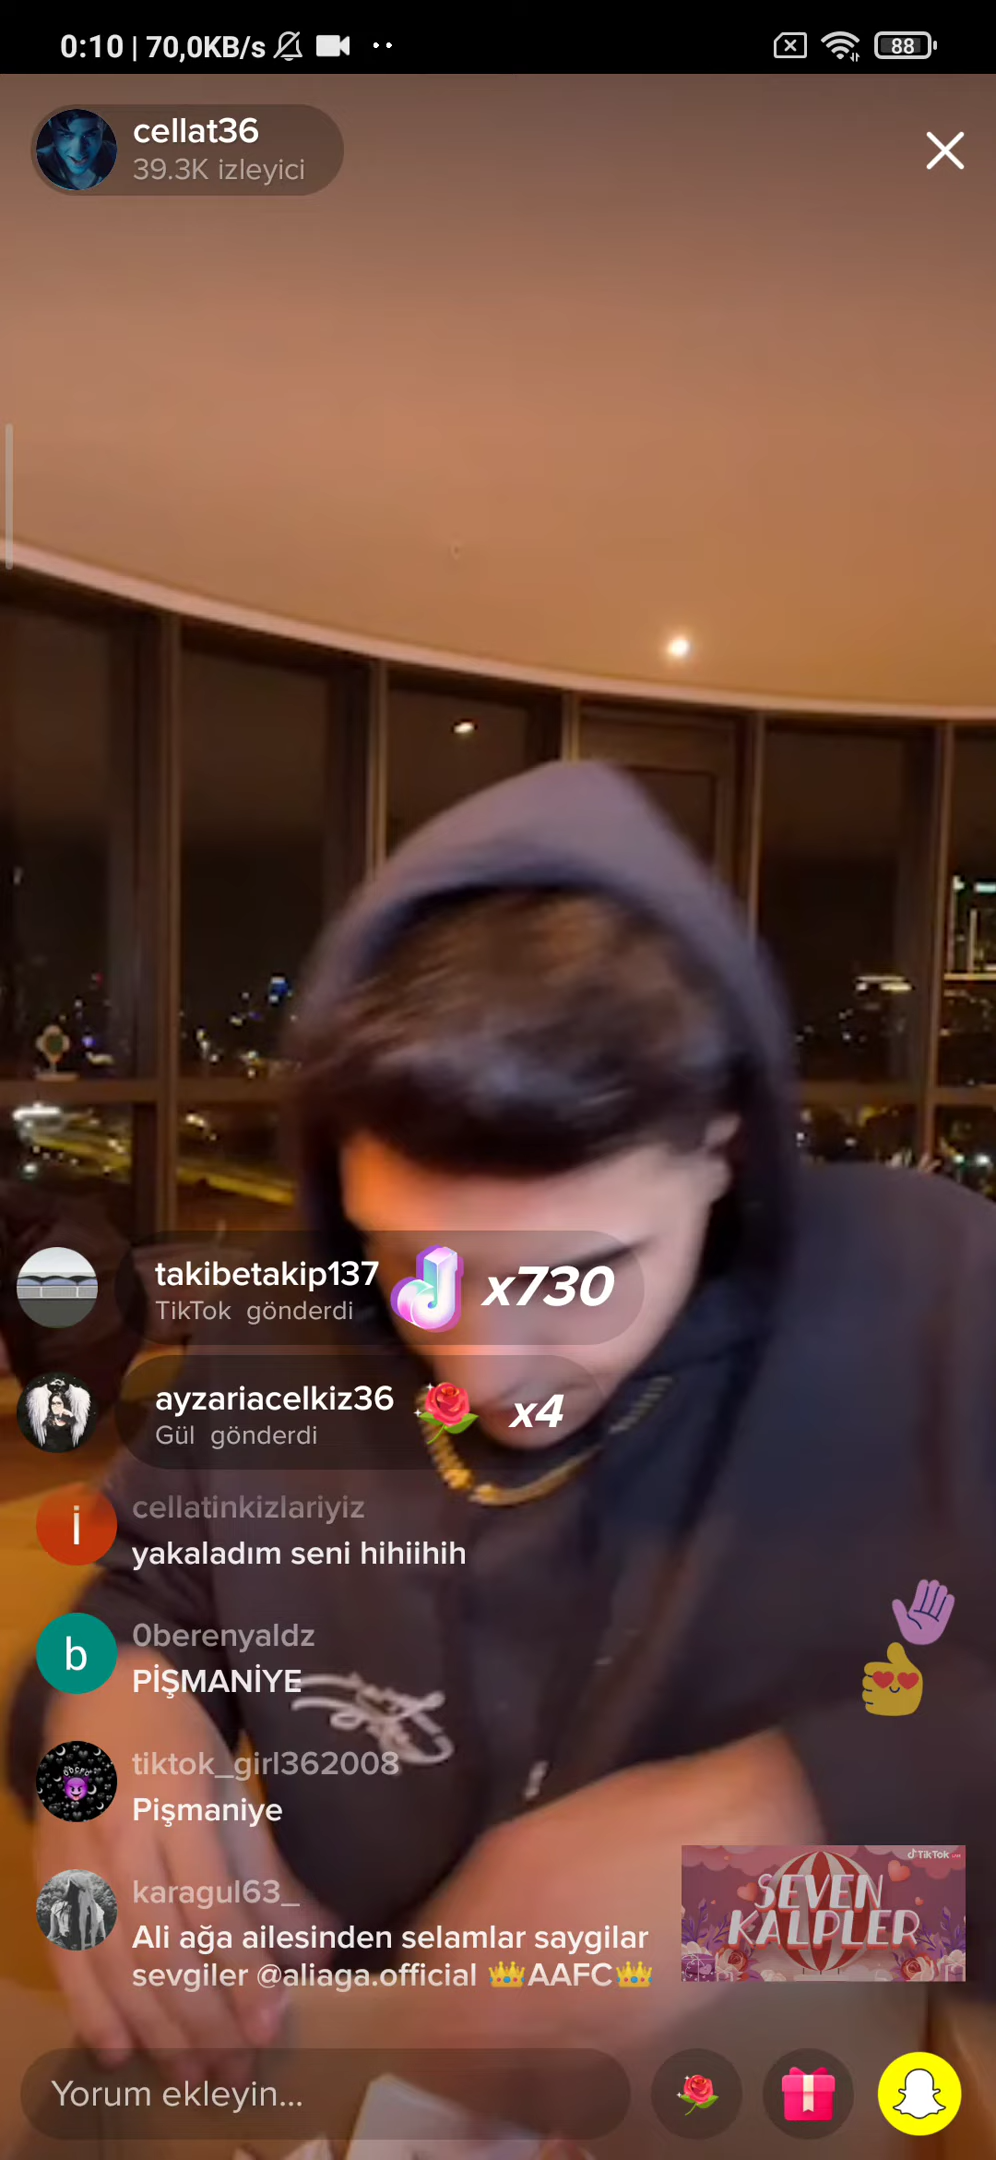 0:10 | 70,0KB/s
88
cellat36
39.3K izleyici
takibetakip137
TikTok gönderdi
x730
ayzariacelkiz36
Gül gönderdi
x4
i
cellatinkizlariyiz
yakaladım seni hihiihih
b
0berenyaldz
PİŞMANİYE
tiktok_girl362008
Pişmaniye
karagul63_
Ali ağa ailesinden selamlar saygilar
sevgiler @aliaga.official 👑AAFC👑
TikTok LIVE
SEVEN
KALPLER
Yorum ekleyin...